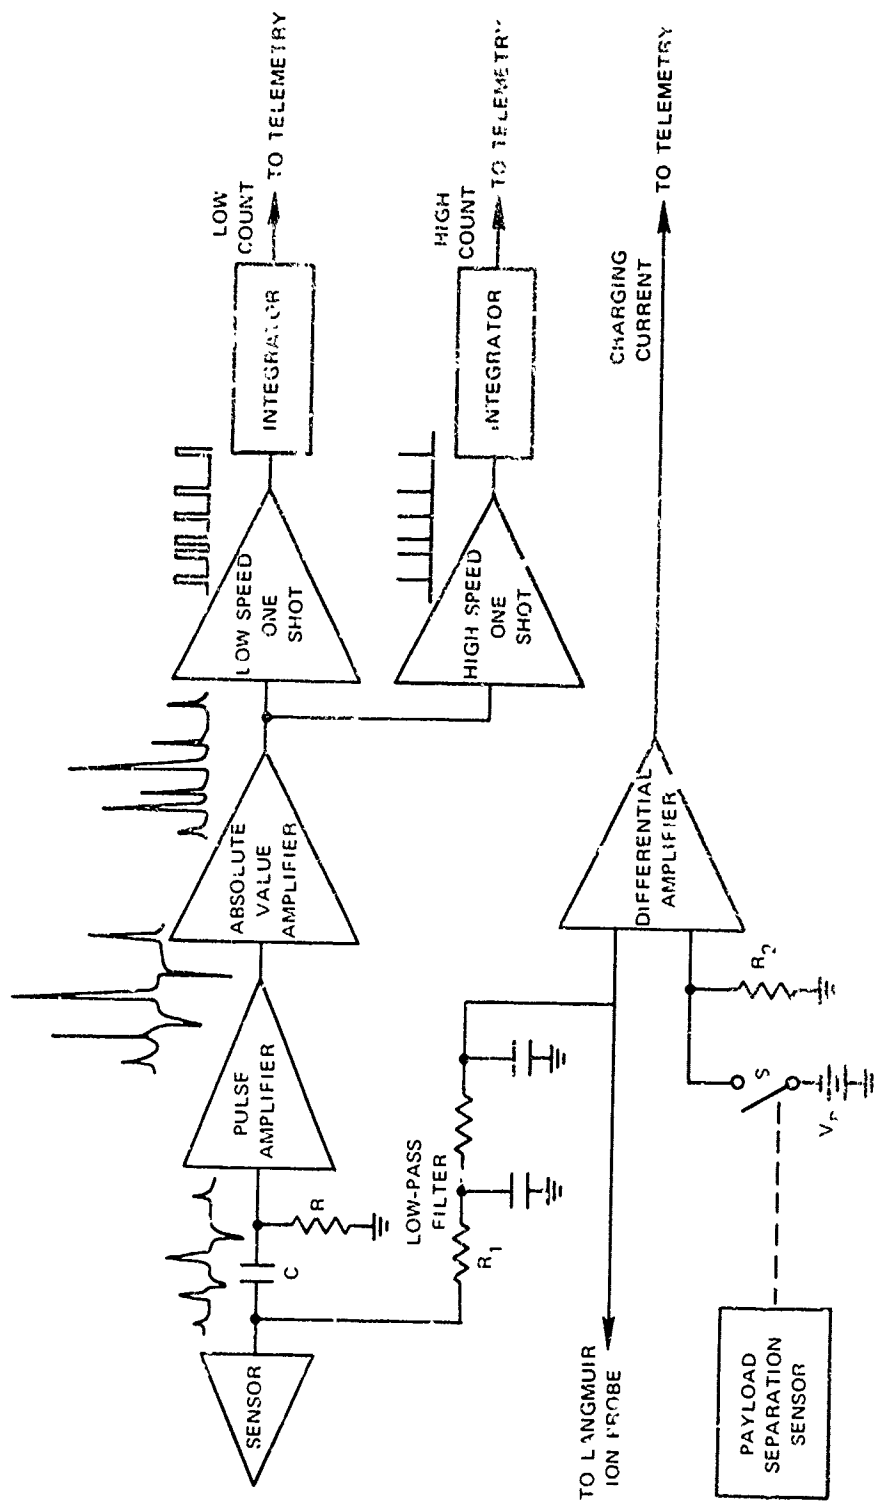 SENSOR
C
R
PULSE
AMPLIFIER
ABSOLUTE
VALUE
AMPLIFIER
LOW SPEED
ONE
SHOT
INTEGRATOR
LOW
COUNT
TO TELEMETRY
HIGH SPEED
ONE
SHOT
INTEGRATOR
HIGH
COUNT
TO TELEMETRY
LOW-PASS
FILTER
R1
TO LANGMUIR
ION PROBE
DIFFERENTIAL
AMPLIFIER
CHARGING
CURRENT
TO TELEMETRY
R2
S
PAYLOAD
SEPARATION
SENSOR